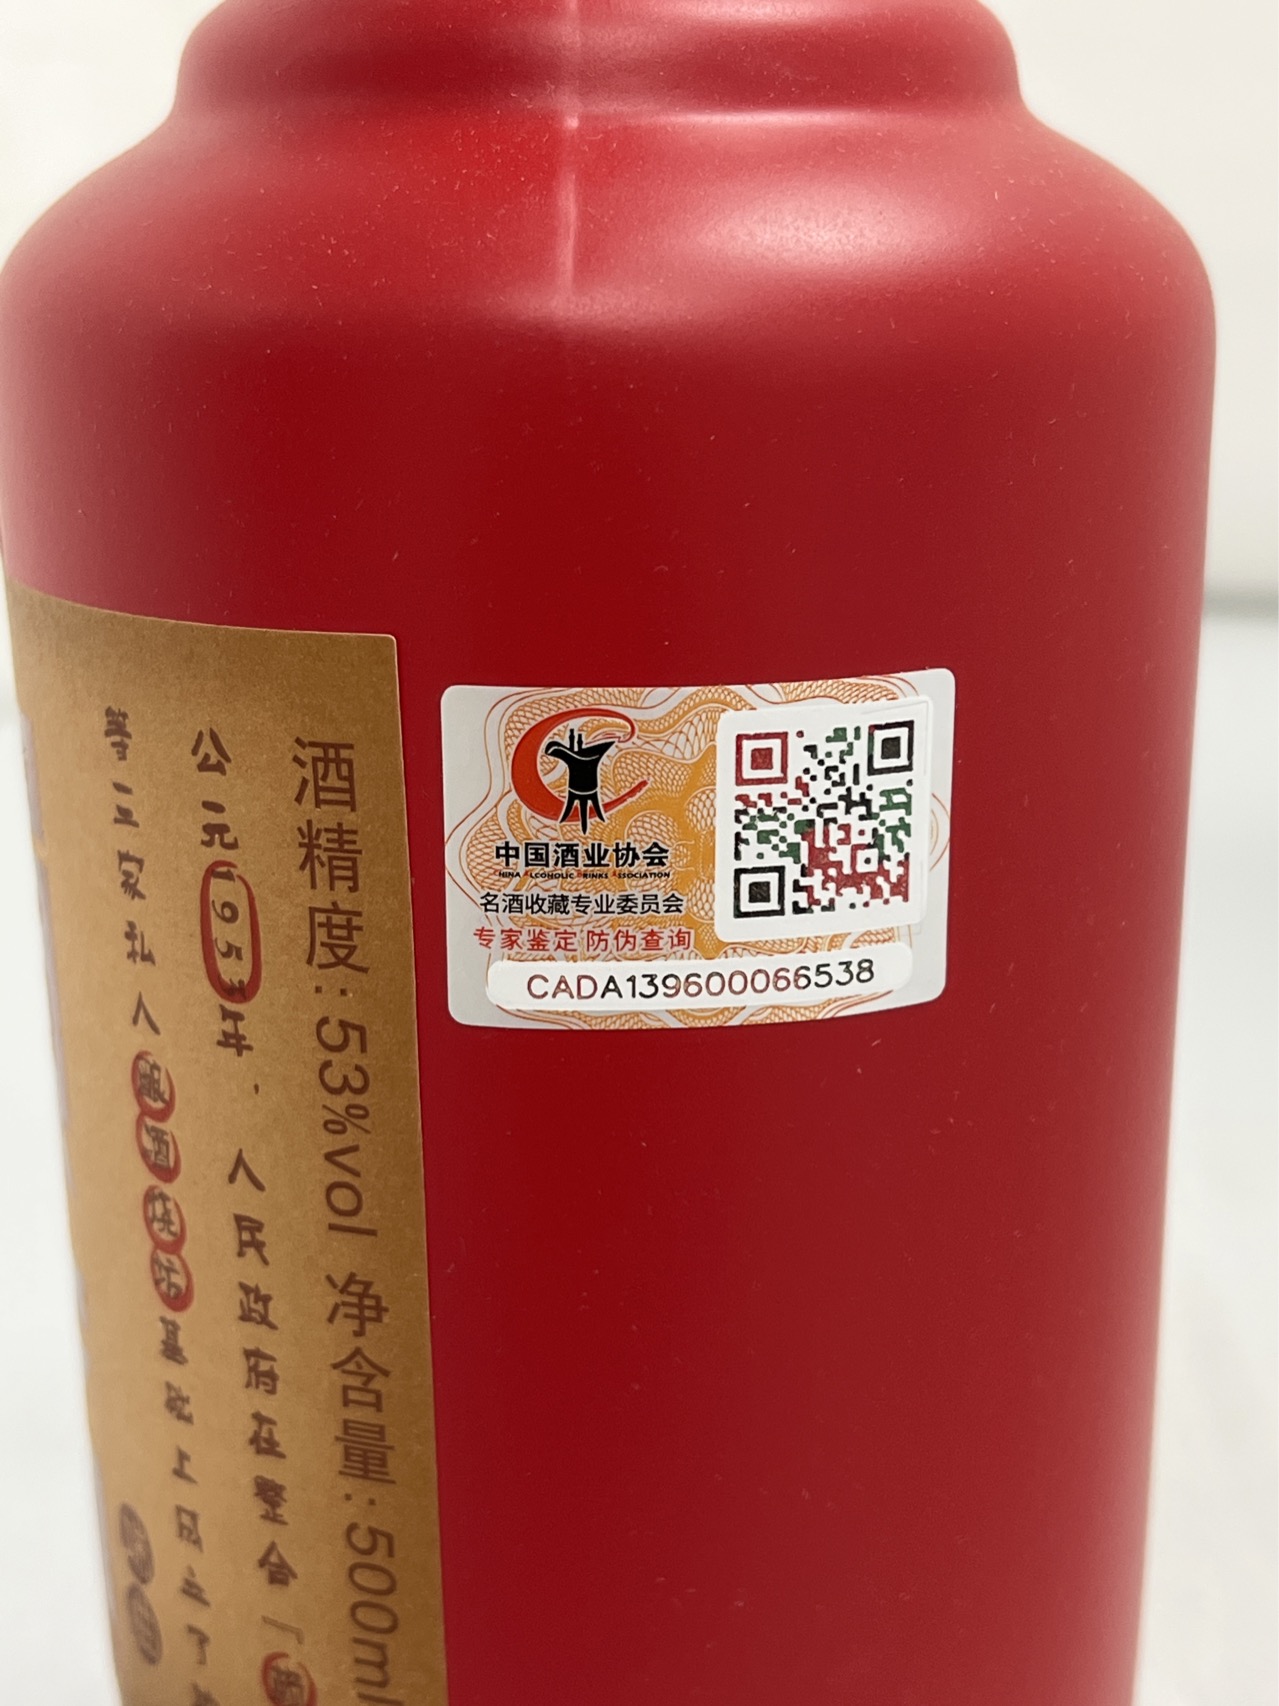 酒精度:53%vol 净含量:500ml
公元1953年,人民政府在整合「
等三家私人酿酒烧坊基础上成立了
中国酒业协会
CHINA ALCOHOLIC DRINKS ASSOCIATION
名酒收藏专业委员会
专家鉴定 防伪查询
CADA139600066538